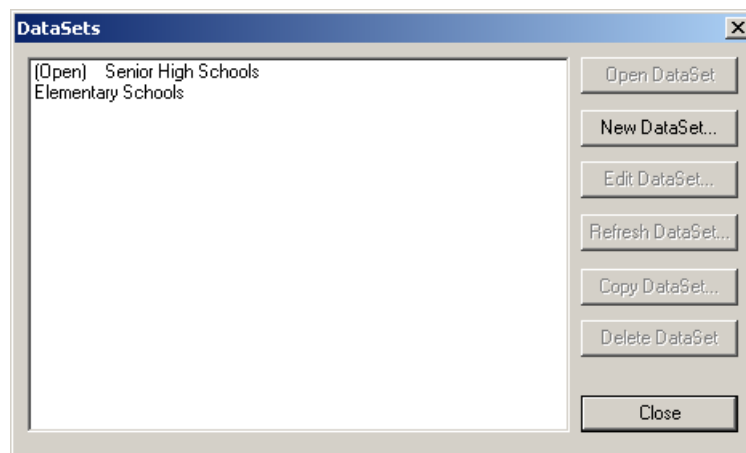 DataSets
(Open) Senior High Schools
Elementary Schools
Open DataSet
New DataSet...
Edit DataSet...
Refresh DataSet...
Copy DataSet...
Delete DataSet
Close